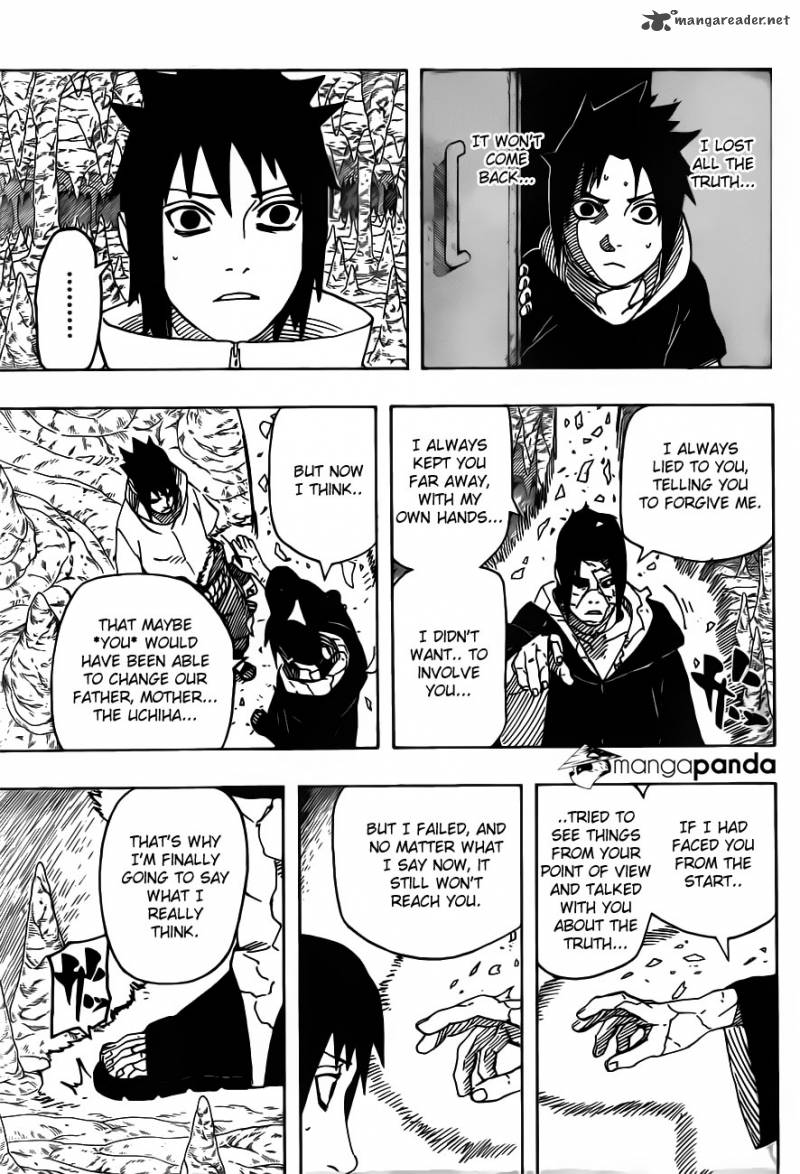 mangareader.net
I LOST
ALL THE
TRUTH...
IT WON'T
COME
BACK...
........
I ALWAYS
LIED TO YOU,
TELLING YOU
TO FORGIVE ME.
I ALWAYS
KEPT YOU
FAR AWAY,
WITH MY
OWN HANDS...
I DIDN'T
WANT.. TO
INVOLVE
YOU...
BUT NOW
I THINK..
THAT MAYBE
*YOU* WOULD
HAVE BEEN ABLE
TO CHANGE OUR
FATHER, MOTHER...
THE UCHIHA...
mangapanda
IF I HAD
FACED YOU
FROM THE
START..
..TRIED TO
SEE THINGS
FROM YOUR
POINT OF VIEW
AND TALKED
WITH YOU
ABOUT THE
TRUTH...
BUT I FAILED, AND
NO MATTER WHAT
I SAY NOW, IT
STILL WON'T
REACH YOU.
THAT'S WHY
I'M FINALLY
GOING TO SAY
WHAT I
REALLY
THINK.